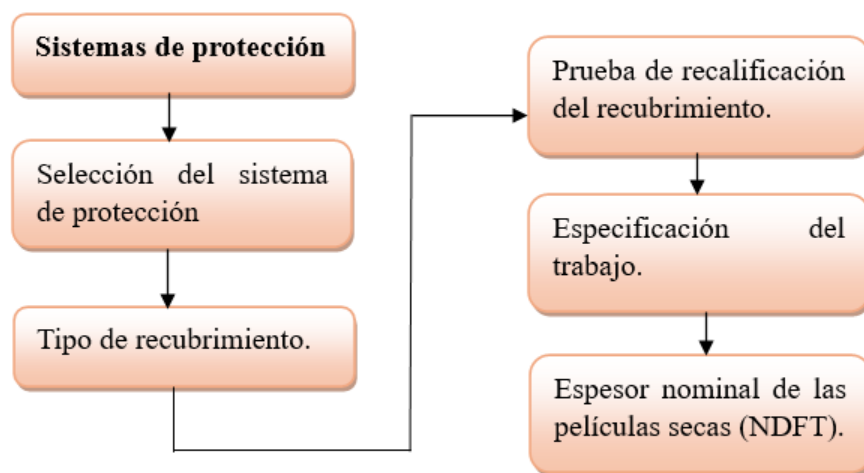 Sistemas de protección
Selección del sistema
de protección
Tipo de recubrimiento.
Prueba de recalificación
del recubrimiento.
Especificación del
trabajo.
Espesor nominal de las
películas secas (NDFT).